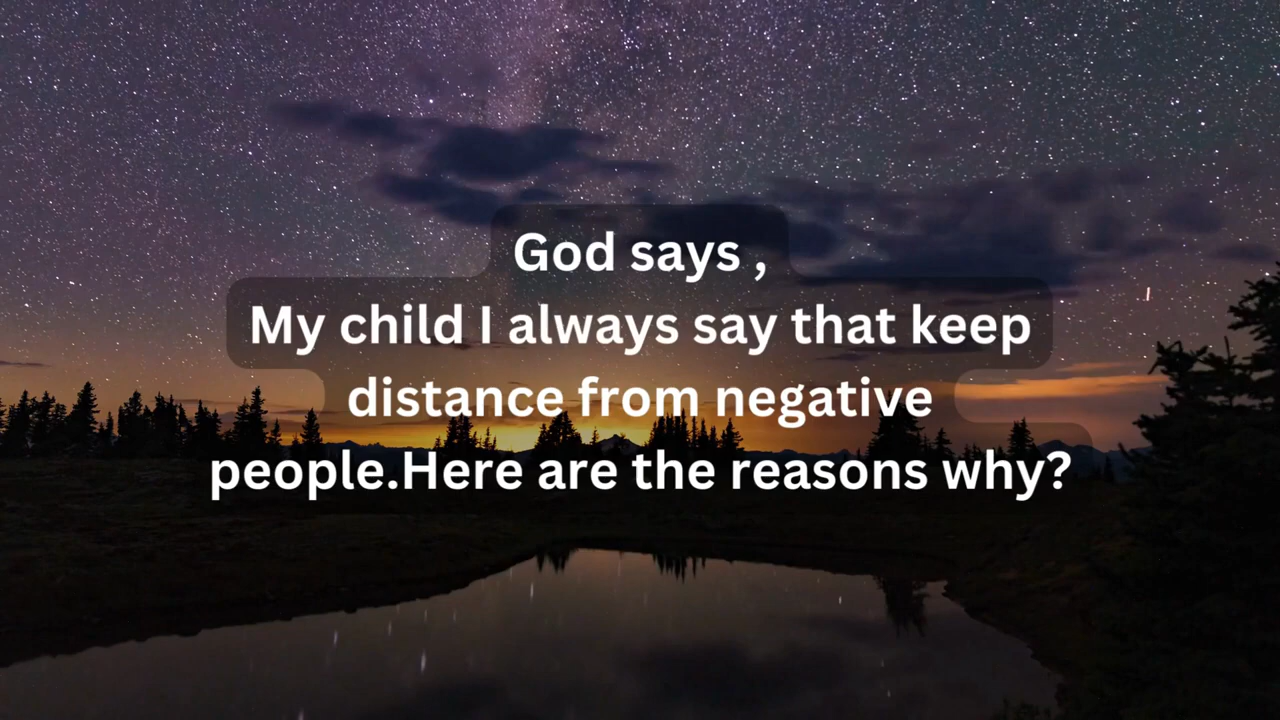 God says ,
My child I always say that keep
distance from negative
people.Here are the reasons why?